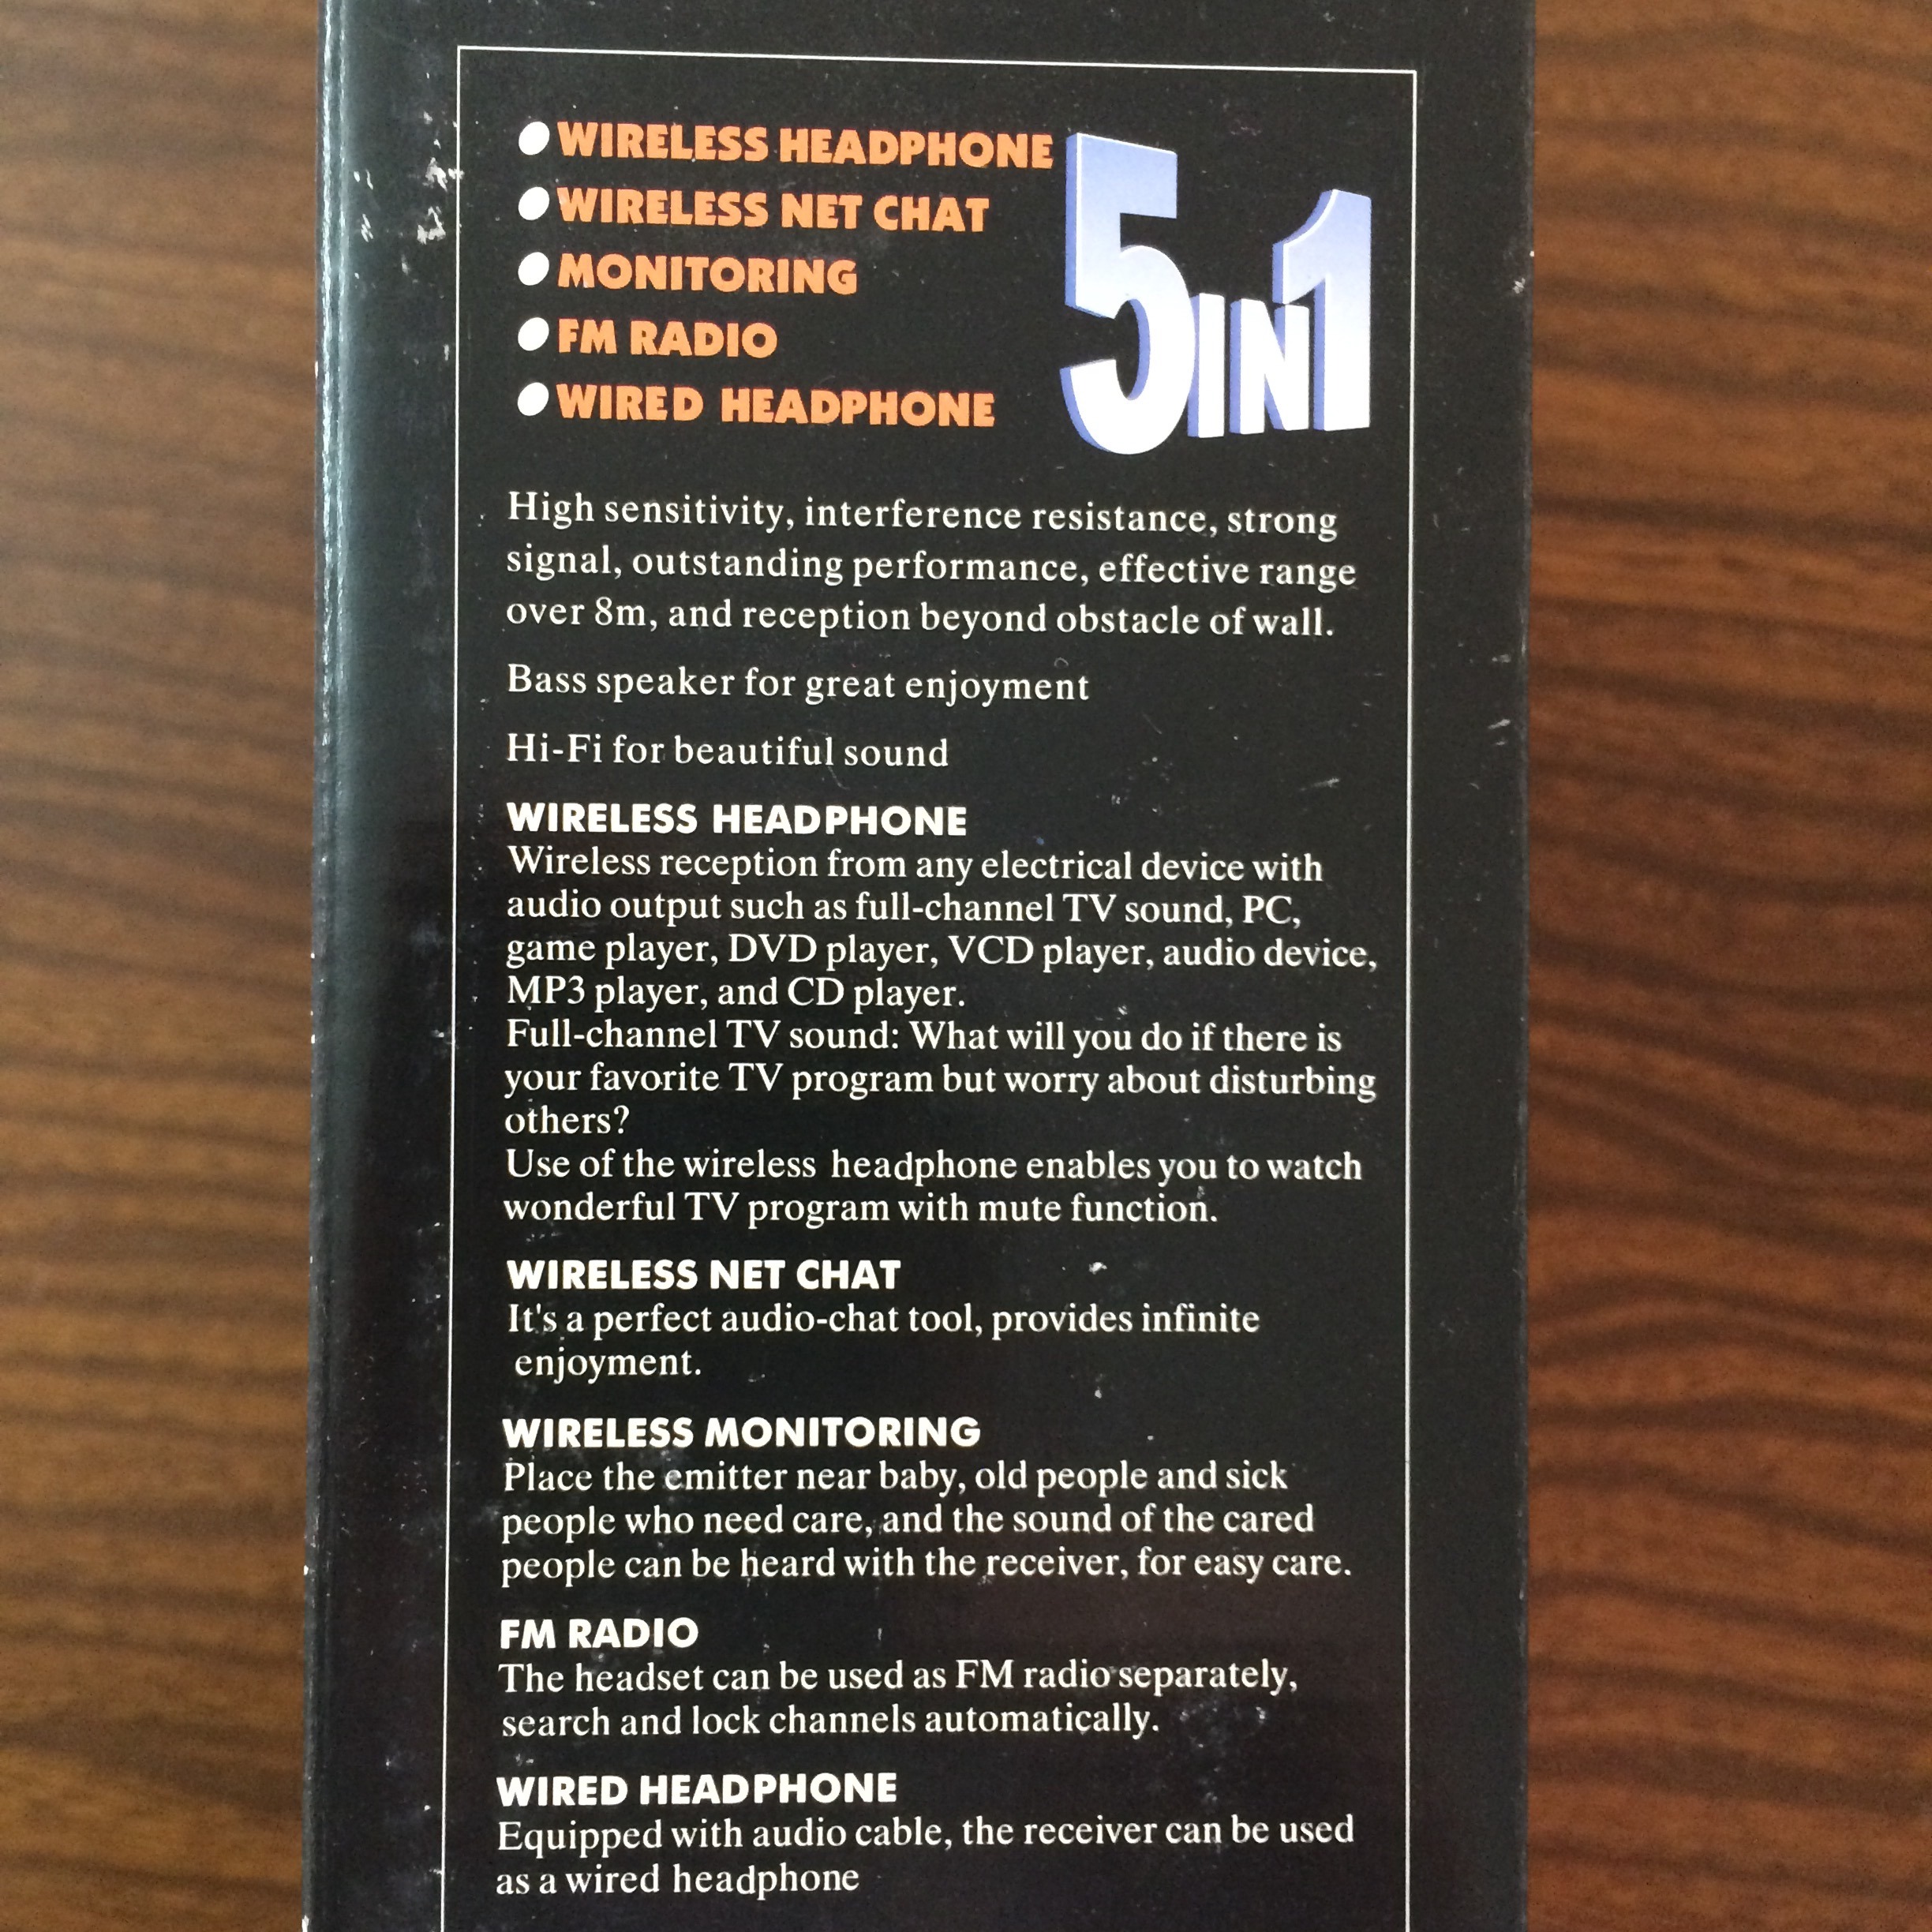 WIRELESS HEADPHONE
WIRELESS NET CHAT
MONITORING
FM RADIO
WIRED HEADPHONE
5IN1
High sensitivity, interference resistance, strong
signal, outstanding performance, effective range
over 8m, and reception beyond obstacle of wall.
Bass speaker for great enjoyment
Hi-Fi for beautiful sound
WIRELESS HEADPHONE
Wireless reception from any electrical device with
audio output such as full-channel TV sound, PC,
game player, DVD player, VCD player, audio device,
MP3 player, and CD player.
Full-channel TV sound: What will you do if there is
your favorite TV program but worry about disturbing
others?
Use of the wireless headphone enables you to watch
wonderful TV program with mute function.
WIRELESS NET CHAT
It's a perfect audio-chat tool, provides infinite
enjoyment.
WIRELESS MONITORING
Place the emitter near baby, old people and sick
people who need care, and the sound of the cared
people can be heard with the receiver, for easy care.
FM RADIO
The headset can be used as FM radio separately,
search and lock channels automatically.
WIRED HEADPHONE
Equipped with audio cable, the receiver can be used
as a wired headphone